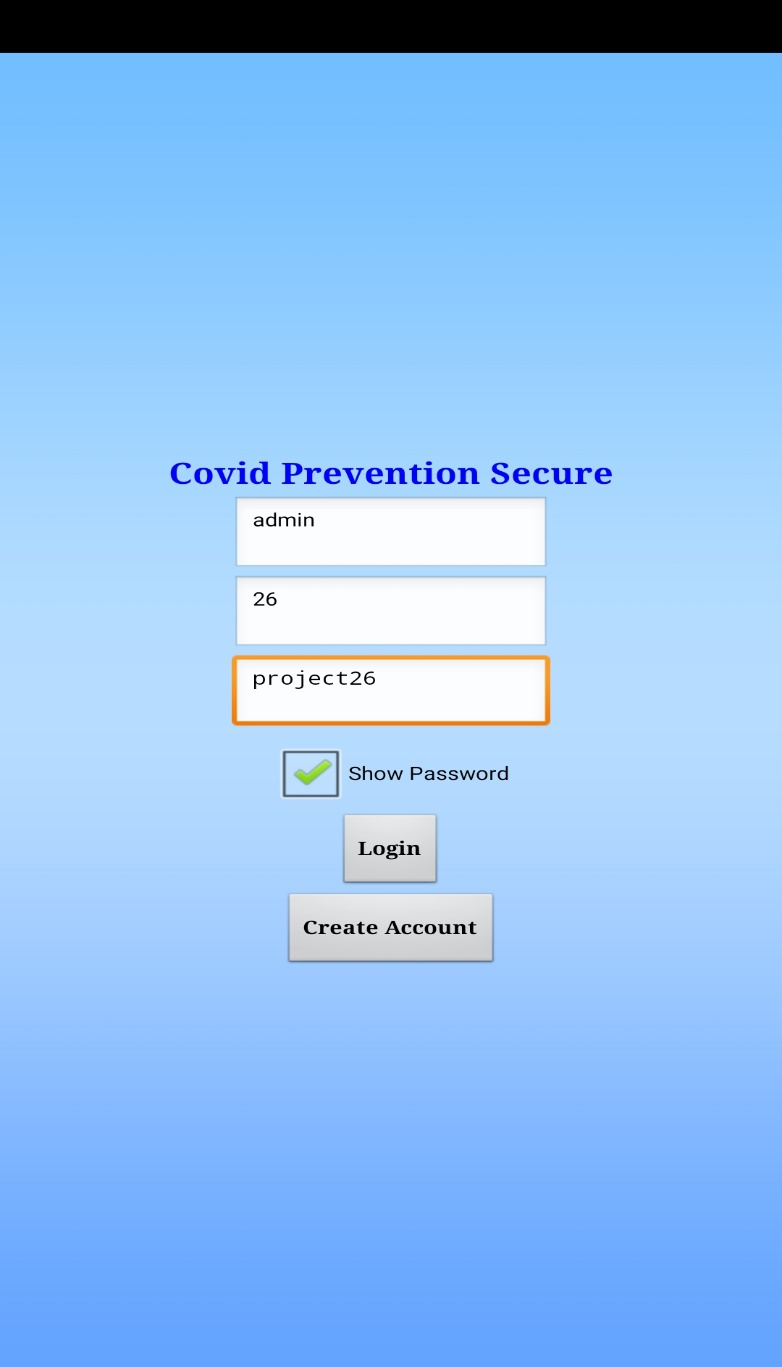 Covid Prevention Secure
admin
26
project26
Show Password
Login
Create Account